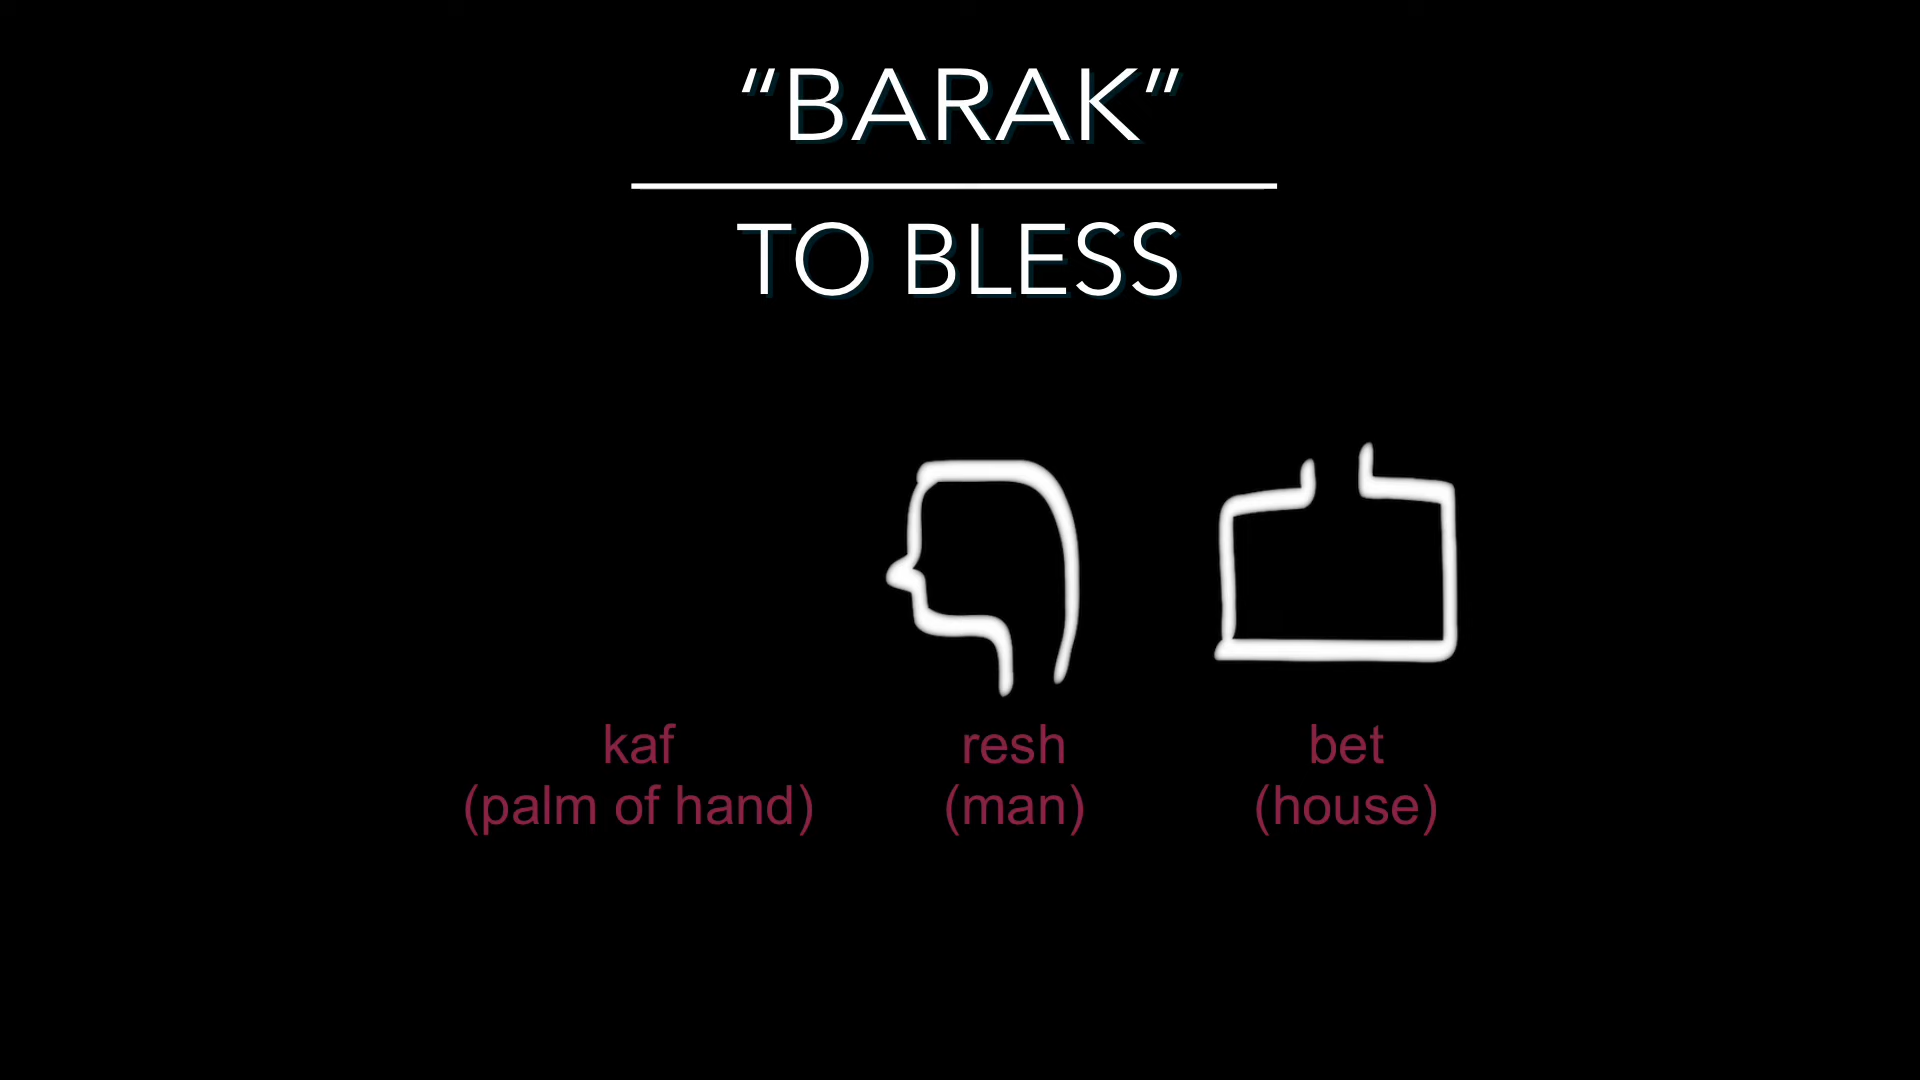 “BARAK”
TO BLESS
kaf resh bet
(palm of hand) (man) (house)